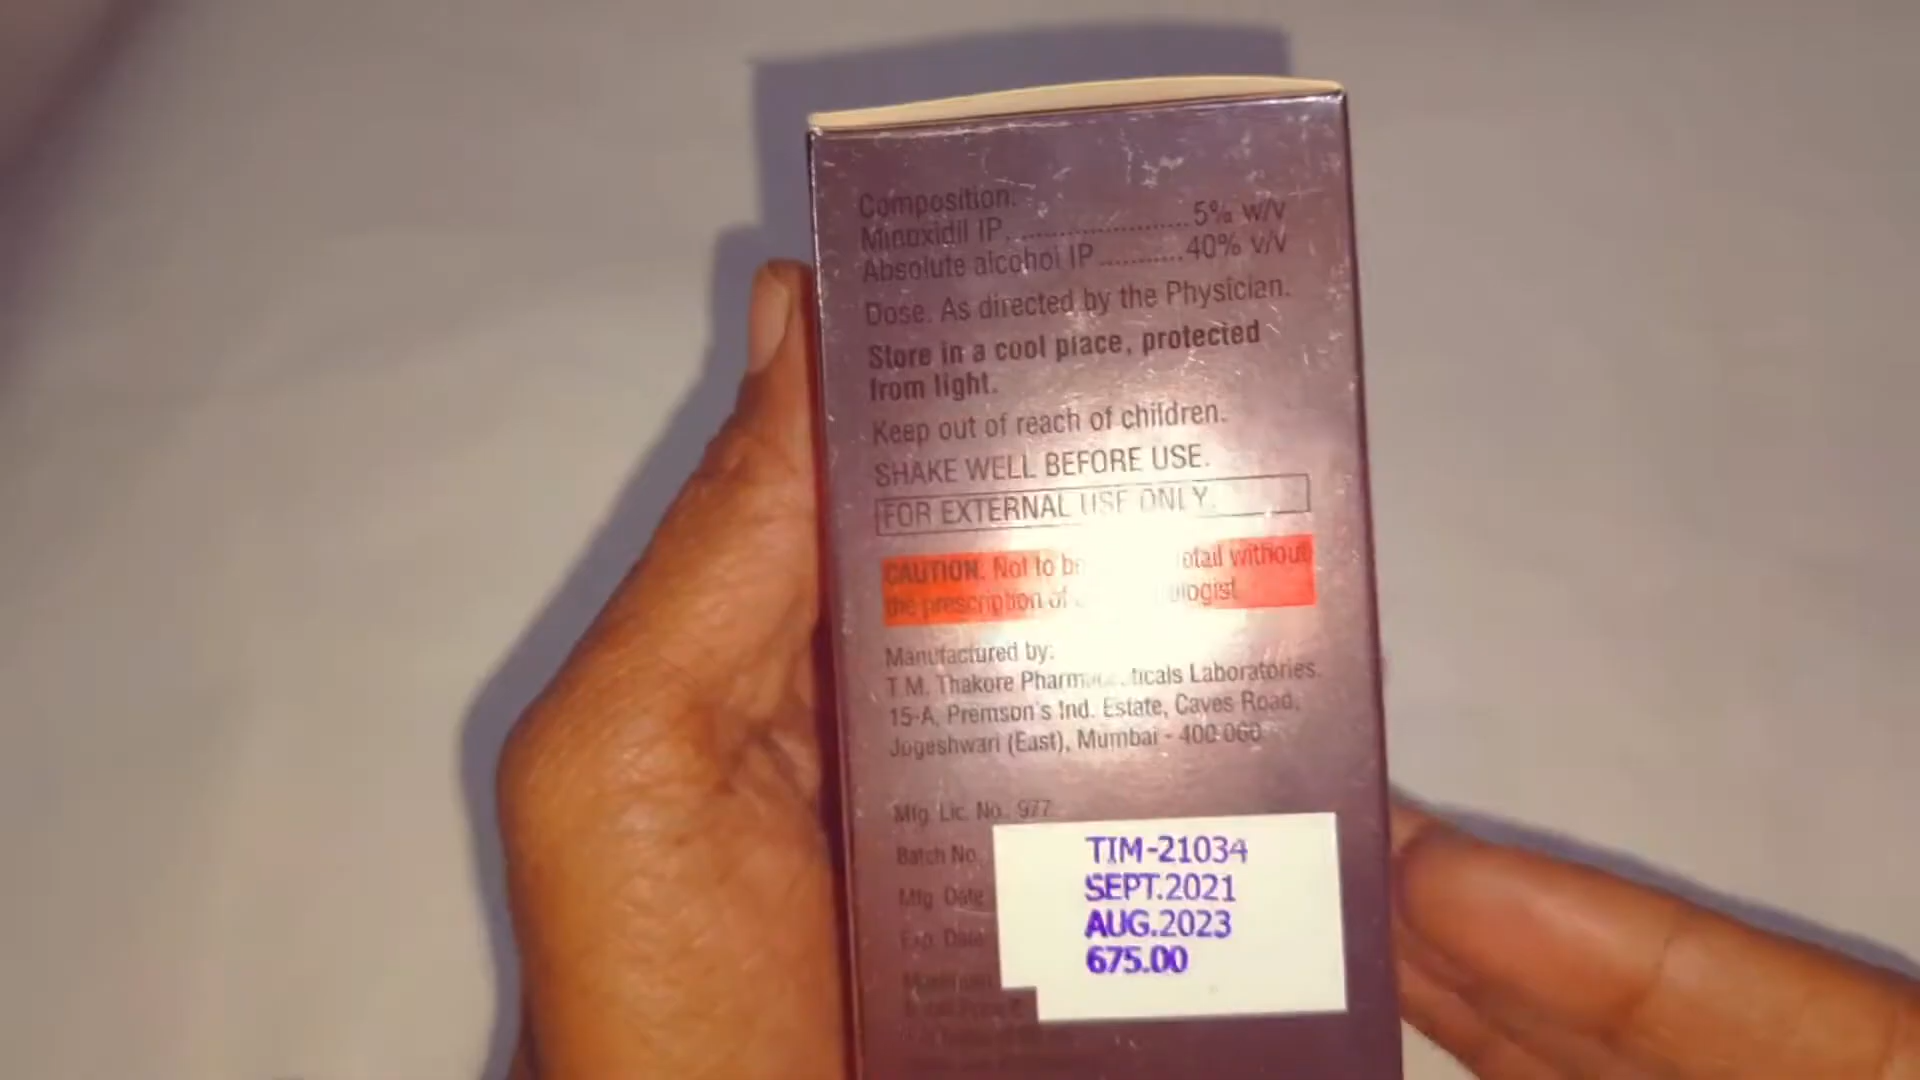 Composition:
Minoxidil IP......................5% w/v
Absolute alcohol IP...........40% v/v
Dose: As directed by the Physician.
Store in a cool place, protected
from light.
Keep out of reach of children.
SHAKE WELL BEFORE USE.
FOR EXTERNAL USE ONLY.
CAUTION: Not to be without
the prescription of
Manufactured by:
T.M. Thakore Laboratories.
15-A, Premson's Ind. Estate, Caves Road,
Jogeshwari (East), Mumbai - 400 060
Mfg. Lic. No.: 977
Batch No. TIM-21034
Mfg. Date SEPT.2021
Exp. Date AUG.2023
675.00